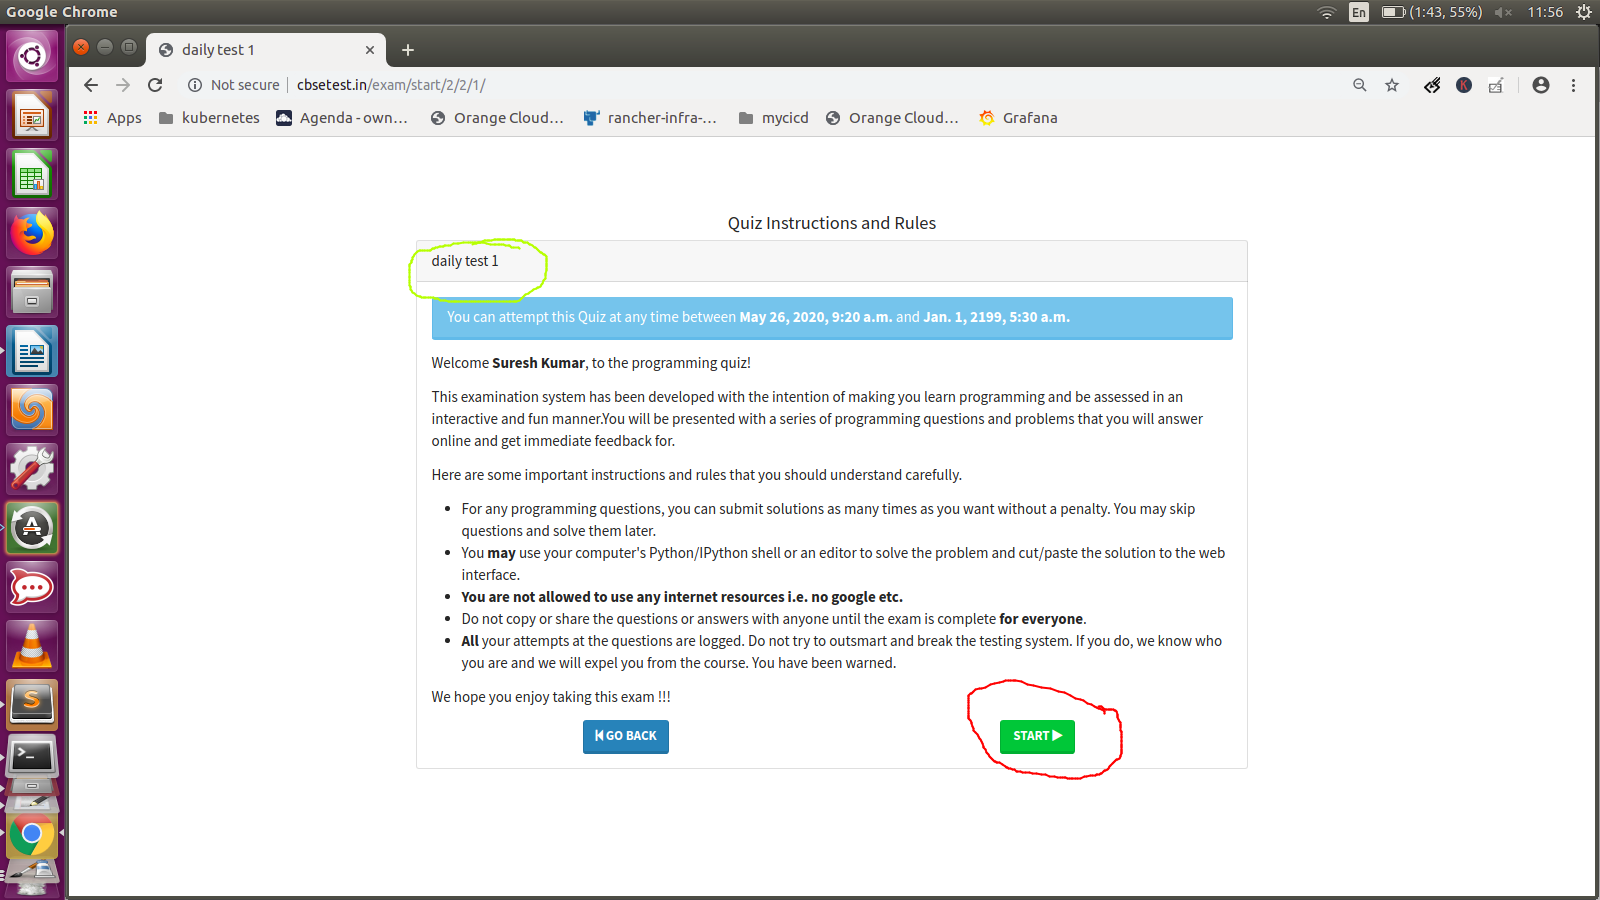 Google Chrome
En
(1:43, 55%)
11:56
daily test 1
Not secure
cbsetest.in/exam/start/2/2/1/
K
Apps
kubernetes
Agenda - own...
Orange Cloud...
rancher-infra-...
mycicd
Orange Cloud...
Grafana
Quiz Instructions and Rules
daily test 1
You can attempt this Quiz at any time between May 26, 2020, 9:20 a.m. and Jan. 1, 2199, 5:30 a.m.
Welcome Suresh Kumar, to the programming quiz!
This examination system has been developed with the intention of making you learn programming and be assessed in an
interactive and fun manner.You will be presented with a series of programming questions and problems that you will answer
online and get immediate feedback for.
Here are some important instructions and rules that you should understand carefully.
For any programming questions, you can submit solutions as many times as you want without a penalty. You may skip
questions and solve them later.
You may use your computer's Python/IPython shell or an editor to solve the problem and cut/paste the solution to the web
interface.
You are not allowed to use any internet resources i.e. no google etc.
Do not copy or share the questions or answers with anyone until the exam is complete for everyone.
All your attempts at the questions are logged. Do not try to outsmart and break the testing system. If you do, we know who
you are and we will expel you from the course. You have been warned.
We hope you enjoy taking this exam !!!
GO BACK
START